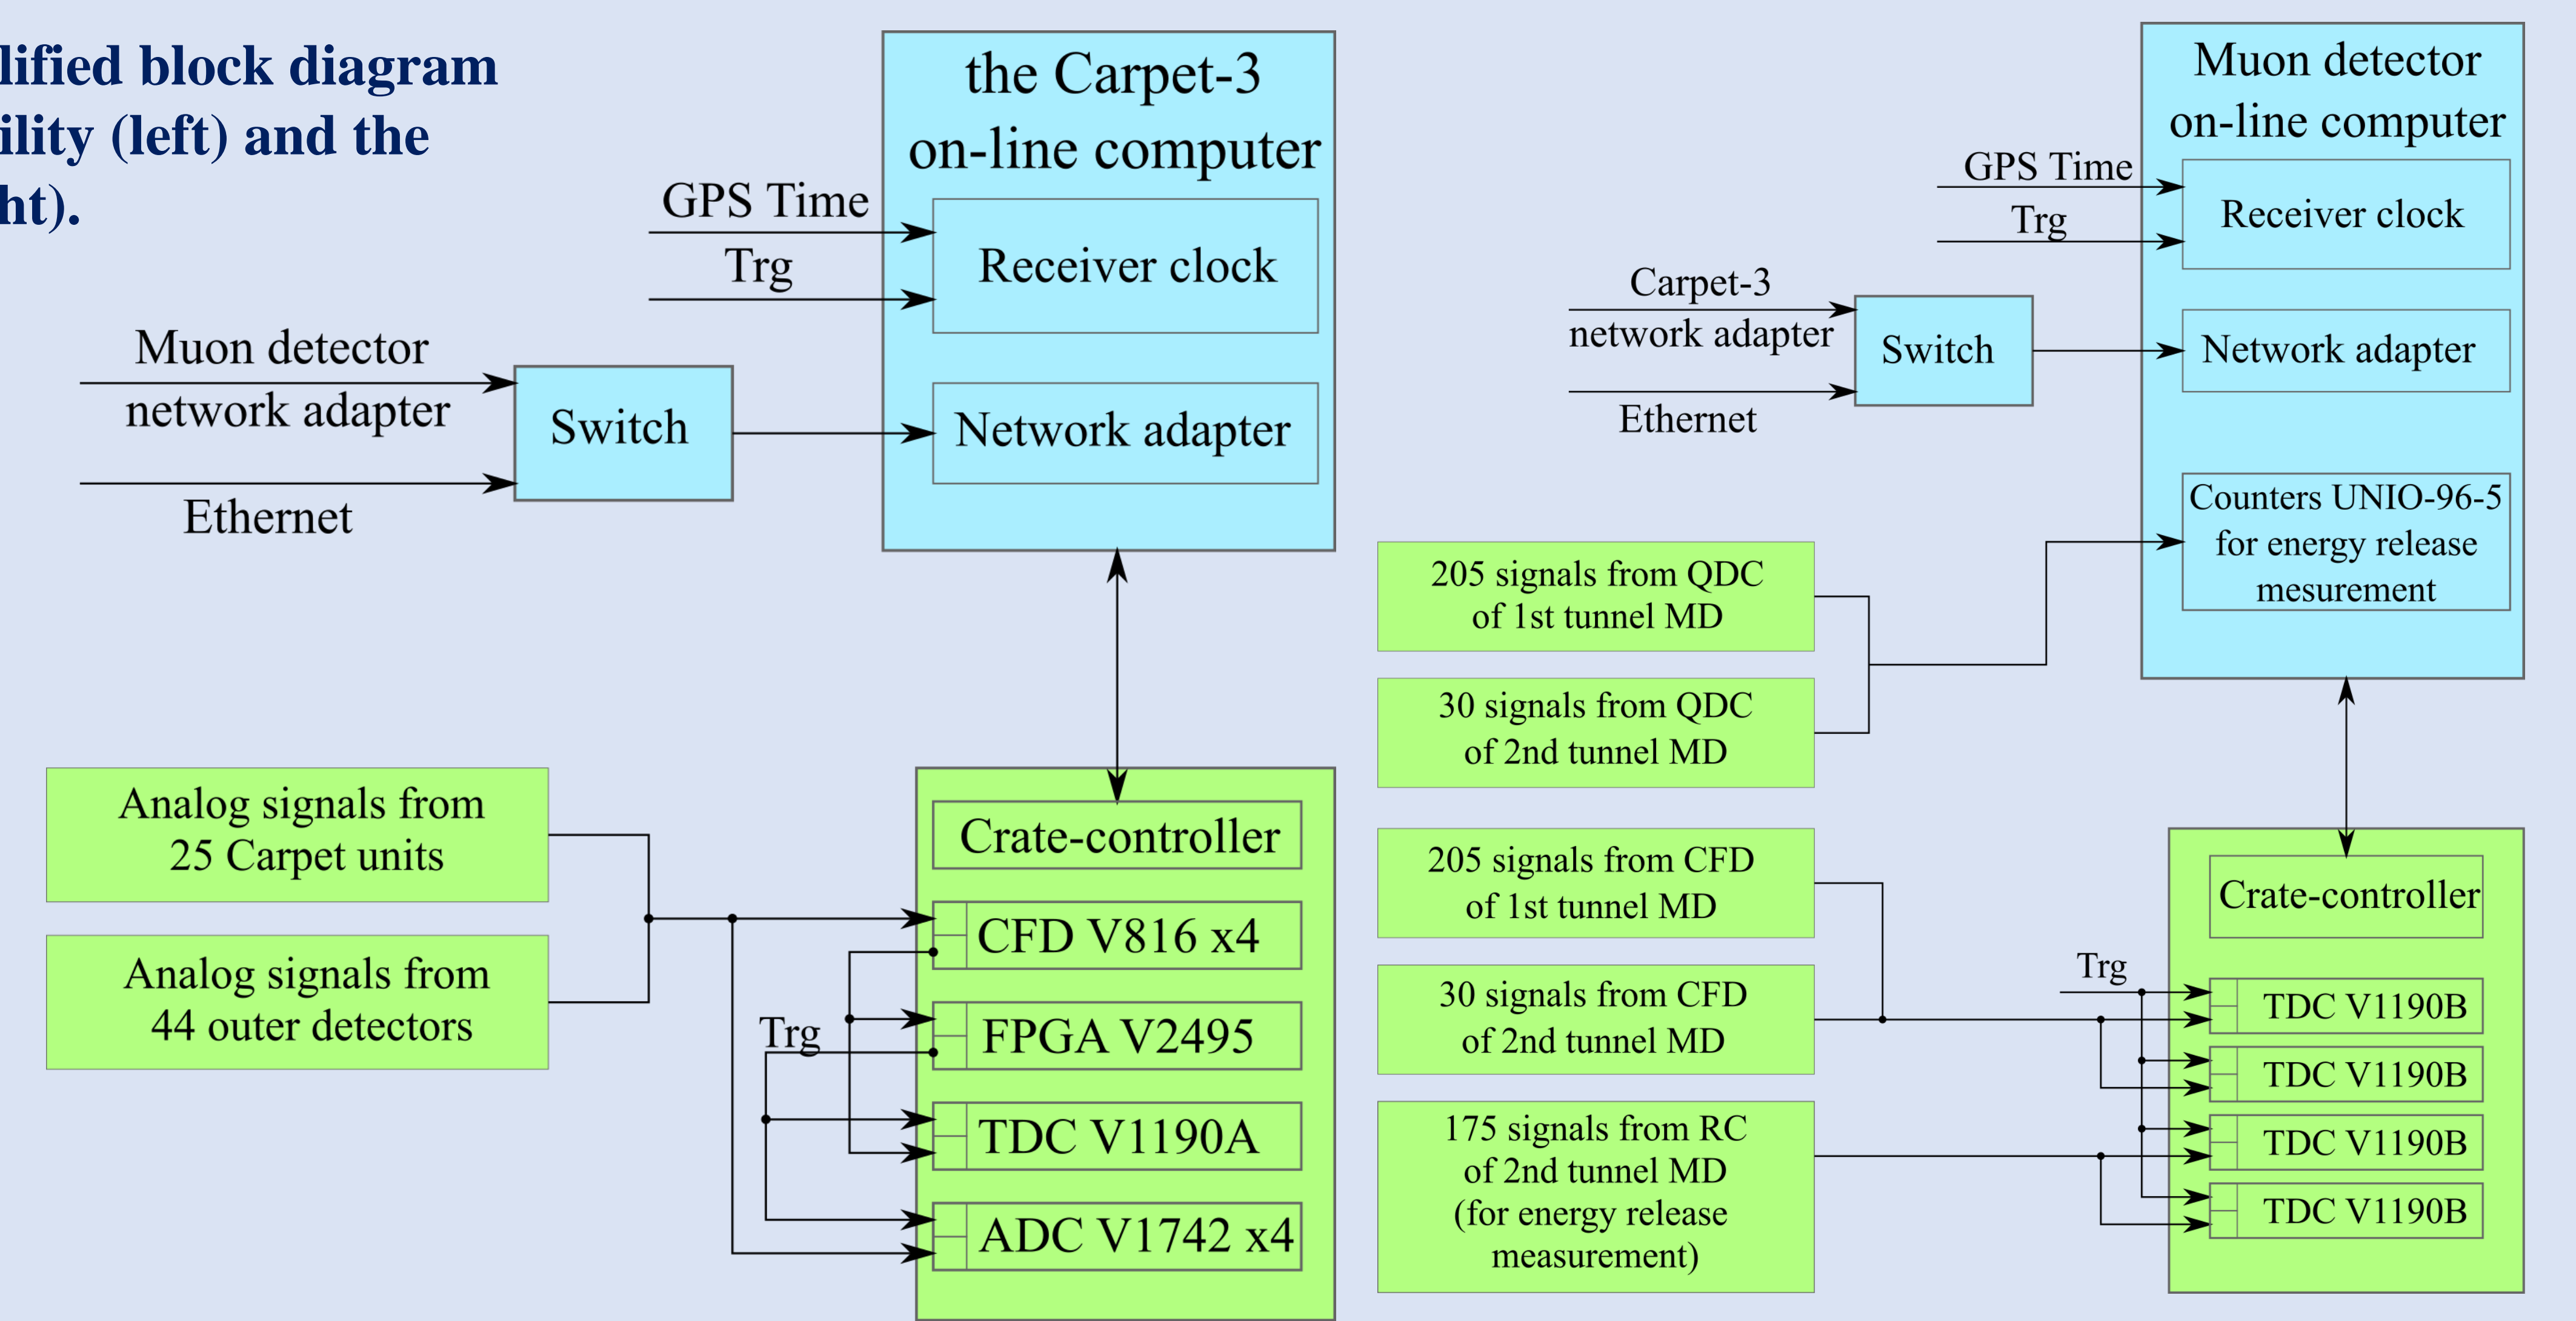 lified block diagram
ility (left) and the
ht).
the Carpet-3
on-line computer
GPS Time
Trg
Receiver clock
Muon detector
network adapter
Ethernet
Switch
Network adapter
Analog signals from
25 Carpet units
Analog signals from
44 outer detectors
Crate-controller
CFD V816 x4
FPGA V2495
Trg
TDC V1190A
ADC V1742 x4
Muon detector
on-line computer
GPS Time
Trg
Receiver clock
Carpet-3
network adapter
Ethernet
Switch
Network adapter
Counters UNIO-96-5
for energy release
mesurement
205 signals from QDC
of 1st tunnel MD
30 signals from QDC
of 2nd tunnel MD
205 signals from CFD
of 1st tunnel MD
30 signals from CFD
of 2nd tunnel MD
175 signals from RC
of 2nd tunnel MD
(for energy release
measurement)
Crate-controller
Trg
TDC V1190B
TDC V1190B
TDC V1190B
TDC V1190B